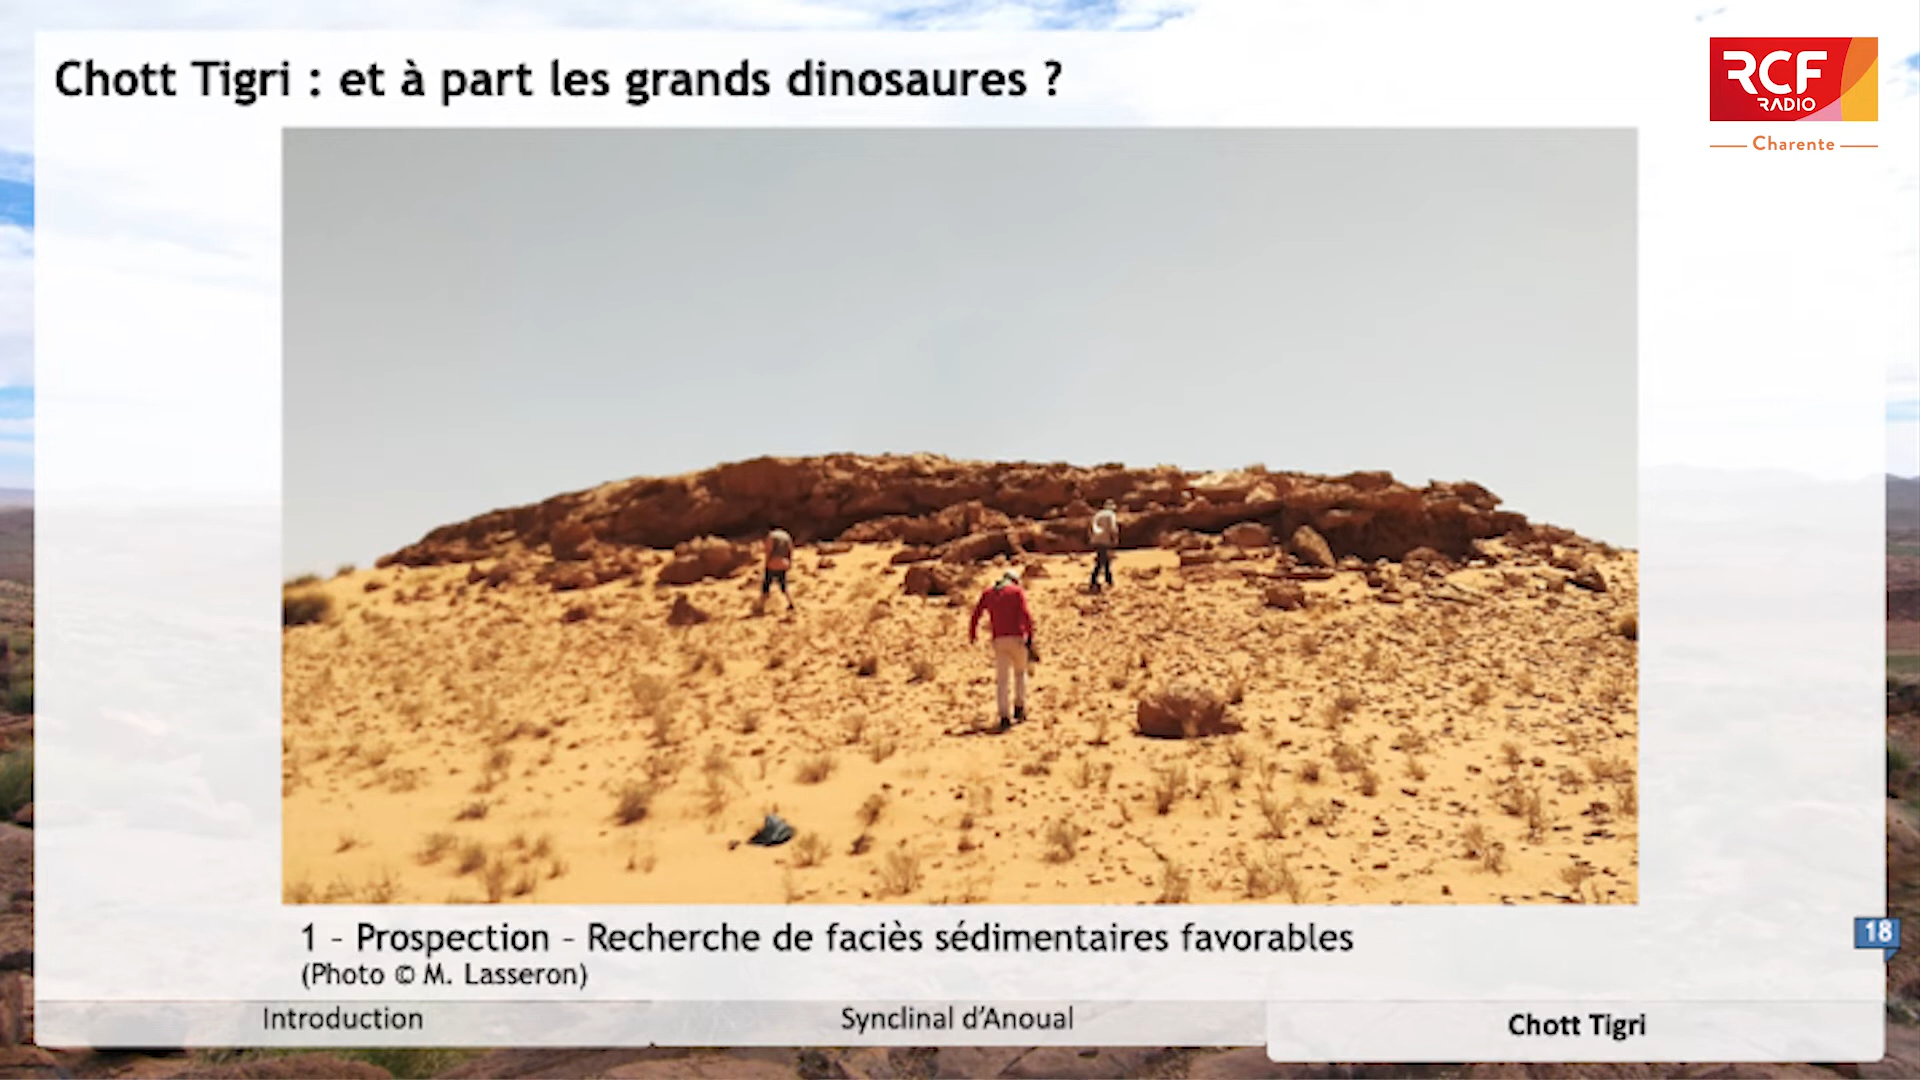 Chott Tigri : et à part les grands dinosaures ?
RCF
RADIO
Charente
1 – Prospection – Recherche de faciès sédimentaires favorables
(Photo © M. Lasseron)
18
Introduction
Synclinal d’Anoual
Chott Tigri